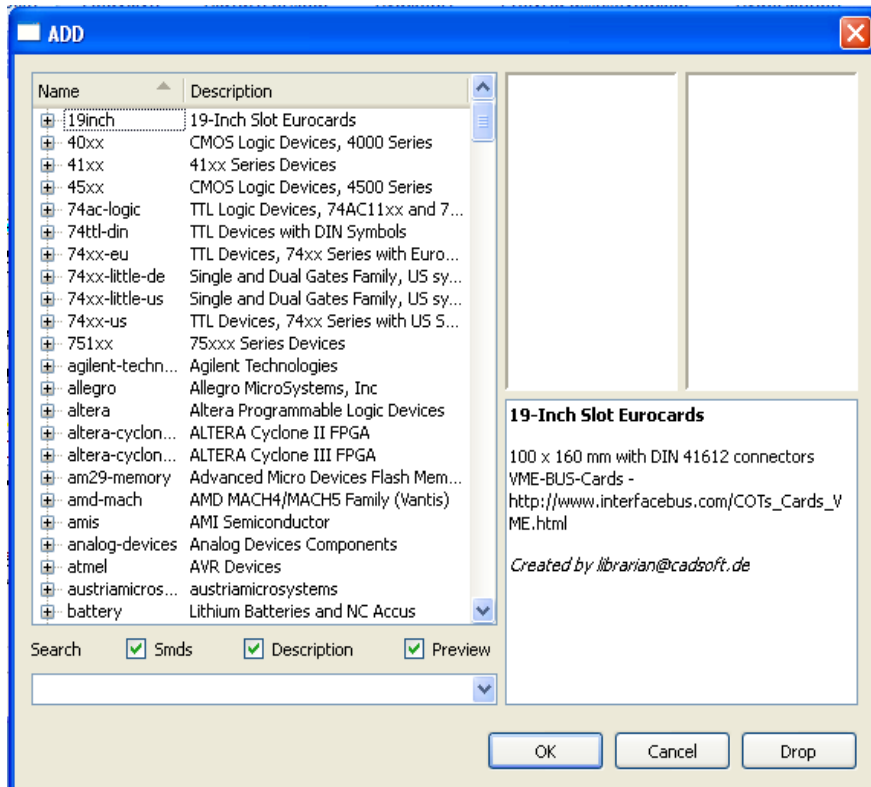 ADD
Name Description
19inch 19-Inch Slot Eurocards
40xx CMOS Logic Devices, 4000 Series
41xx 41xx Series Devices
45xx CMOS Logic Devices, 4500 Series
74ac-logic TTL Logic Devices, 74AC11xx and 7...
74ttl-din TTL Devices with DIN Symbols
74xx-eu TTL Devices, 74xx Series with Euro...
74xx-little-de Single and Dual Gates Family, US sy...
74xx-little-us Single and Dual Gates Family, US sy...
74xx-us TTL Devices, 74xx Series with US S...
751xx 75xxx Series Devices
agilent-techn... Agilent Technologies
allegro Allegro MicroSystems, Inc
altera Altera Programmable Logic Devices
altera-cyclon... ALTERA Cyclone II FPGA
altera-cyclon... ALTERA Cyclone III FPGA
am29-memory Advanced Micro Devices Flash Mem...
amd-mach AMD MACH4/MACH5 Family (Vantis)
amis AMI Semiconductor
analog-devices Analog Devices Components
atmel AVR Devices
austriamicros... austriamicrosystems
battery Lithium Batteries and NC Accus
Search Smds Description Preview
19-Inch Slot Eurocards
100 x 160 mm with DIN 41612 connectors
VME-BUS-Cards -
http://www.interfacebus.com/COTs_Cards_V
ME.html
Created by librarian@cadsoft.de
OK Cancel Drop